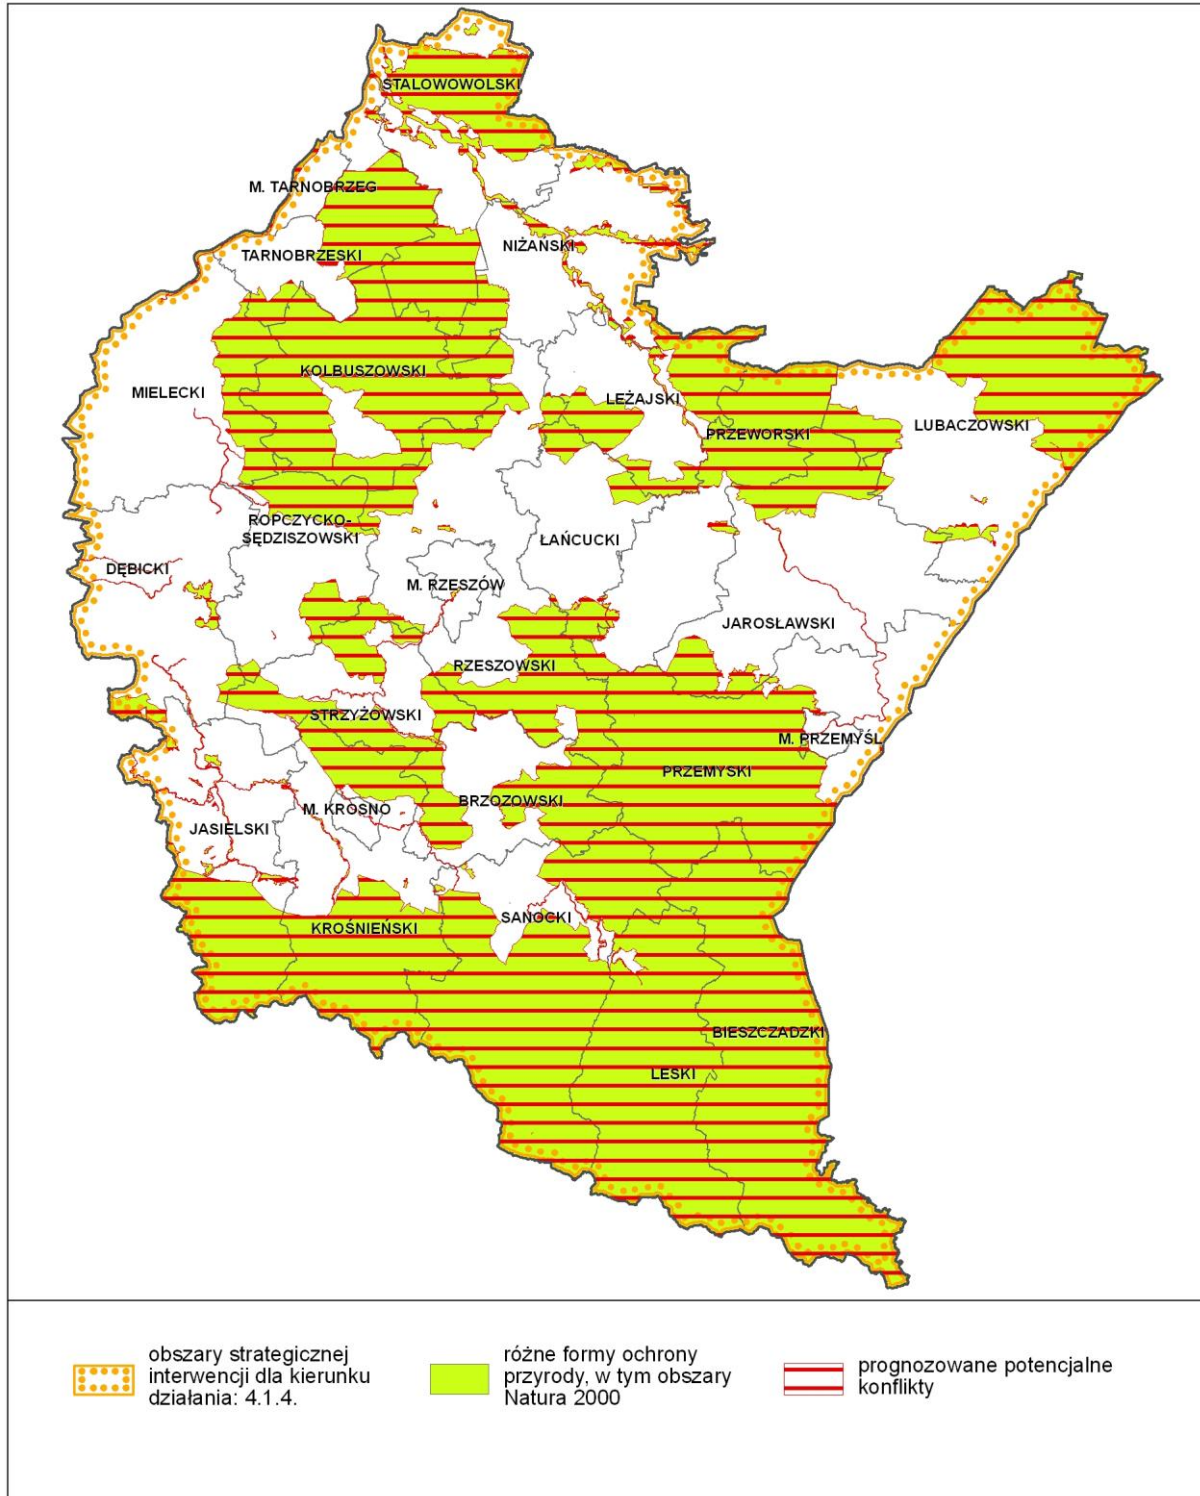 STALOWOWOLSKI
M. TARNOBRZEG
NIŻAŃSKI
TARNOBRZESKI
KOLBUSZOWSKI
MIELECKI
LEŻAJSKI
LUBACZOWSKI
PRZEWORSKI
ROPCZYCKO-
SĘDZISZOWSKI
ŁAŃCUCKI
DĘBICKI
M. RZESZÓW
JAROSŁAWSKI
RZESZOWSKI
STRZYŻOWSKI
M. PRZEMYŚL
PRZEMYSKI
BRZOZOWSKI
M. KROSNO
JASIELSKI
SANOCKI
KROŚNIEŃSKI
BIESZCZADZKI
LESKI
obszary strategicznej
interwencji dla kierunku
działania: 4.1.4.
różne formy ochrony
przyrody, w tym obszary
Natura 2000
prognozowane potencjalne
konflikty